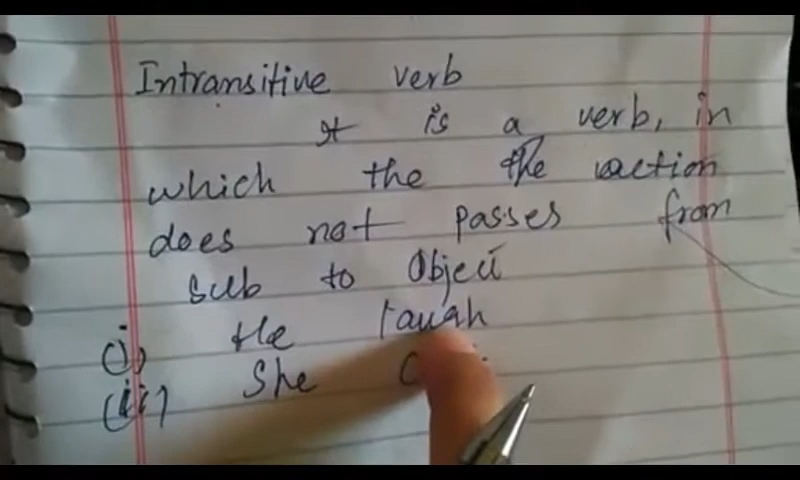 Intransitive verb
It is a verb, in
which the the action
does not passes from
sub to Object
(i) He laugh
(ii) She